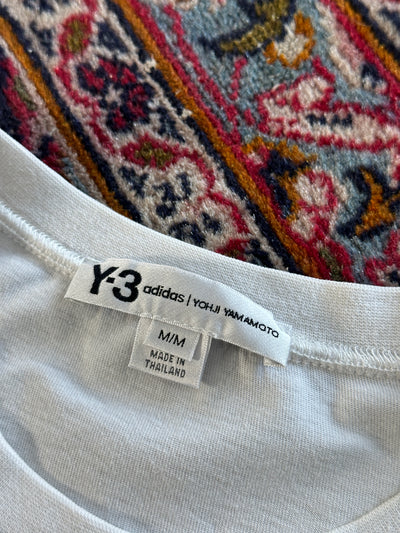 Y-3 adidas | YOHJI YAMAMOTO
M/M
MADE IN
THAILAND